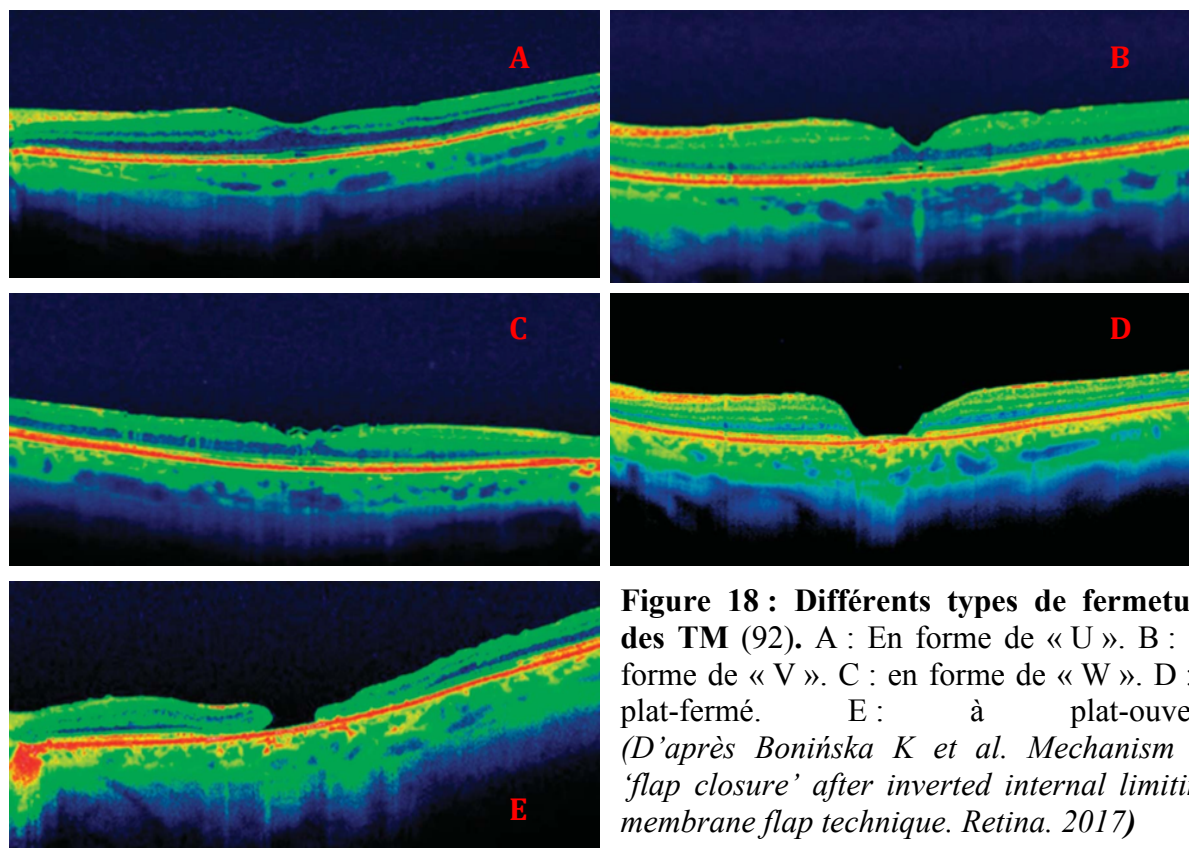 A
B
C
D
E
Figure 18 : Différents types de fermetu
des TM (92). A : En forme de « U ». B :
forme de « V ». C : en forme de « W ». D :
plat-fermé. E : à plat-ouve
(D’après Bonińska K et al. Mechanism
‘flap closure’ after inverted internal limiti
membrane flap technique. Retina. 2017)